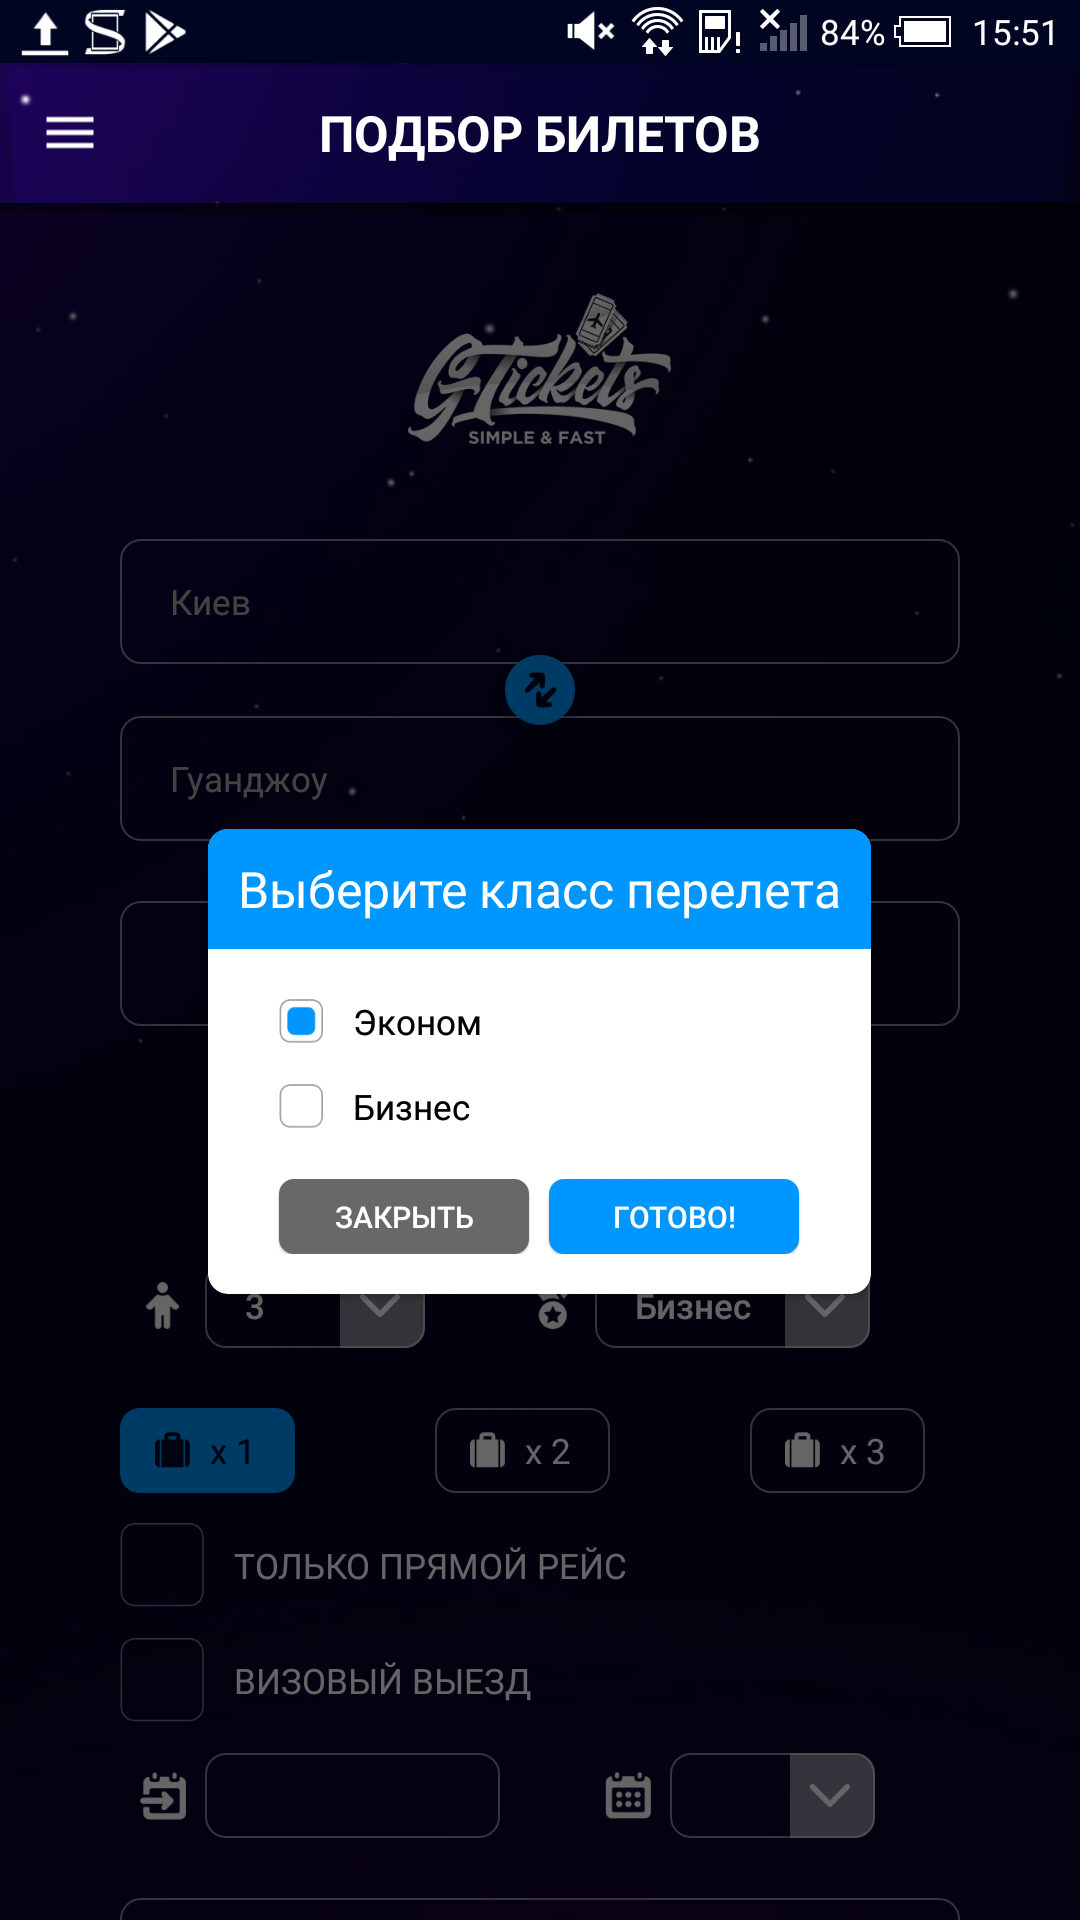 84% 15:51
ПОДБОР БИЛЕТОВ
GTickets
SIMPLE & FAST
Киев
Гуанджоу
Выберите класс перелета
Эконом
Бизнес
ЗАКРЫТЬ ГОТОВО!
3 Бизнес
x 1 x 2 x 3
ТОЛЬКО ПРЯМОЙ РЕЙС
ВИЗОВЫЙ ВЫЕЗД